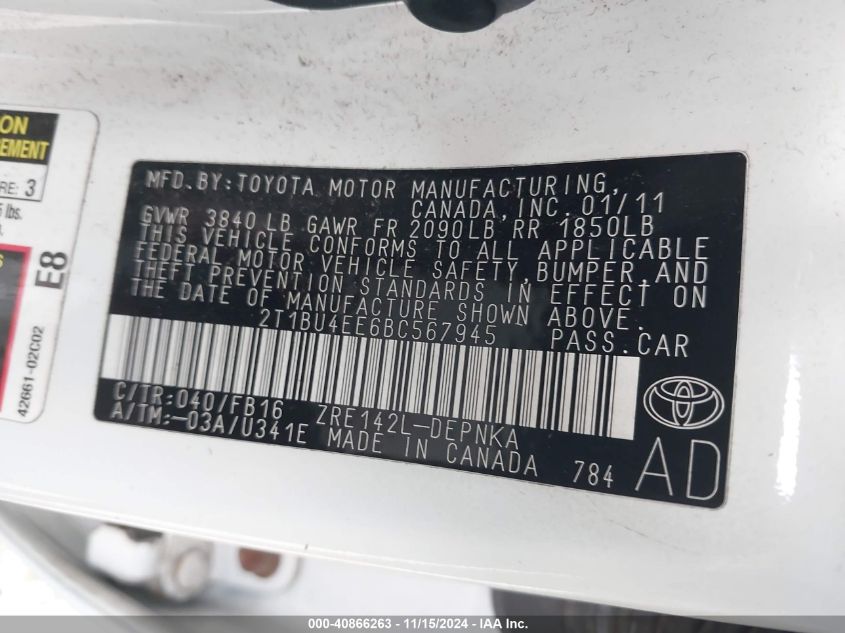 ON
EMENT
RE: 3
lbs.
E8
42661-02C02
MFD.BY:TOYOTA MOTOR MANUFACTURING,
CANADA,INC.01/11
GVWR 3840 LB GAWR FR 2090LB RR 1850LB
THIS VEHICLE CONFORMS TO ALL APPLICABLE
FEDERAL MOTOR VEHICLE SAFETY,BUMPER,AND
THEFT PREVENTION STANDARDS IN EFFECT ON
THE DATE OF MANUFACTURE SHOWN ABOVE.
2T1BU4EE6BC567945 PASS.CAR
C/TR:040/FB16 ZRE142L-DEPNKA
A/TM:-03A/U341E MADE IN CANADA 784
AD
000-40866263 - 11/15/2024 - IAA Inc.